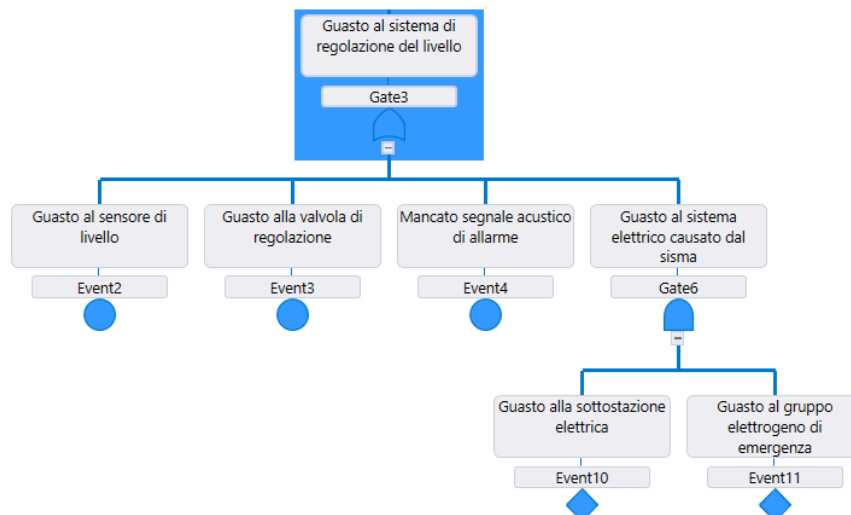 Guasto al sistema di
regolazione del livello
Gate3
Guasto al sensore di
livello
Event2
Guasto alla valvola di
regolazione
Event3
Mancato segnale acustico
di allarme
Event4
Guasto al sistema
elettrico causato dal
sisma
Gate6
Guasto alla sottostazione
elettrica
Event10
Guasto al gruppo
elettrogeno di
emergenza
Event11